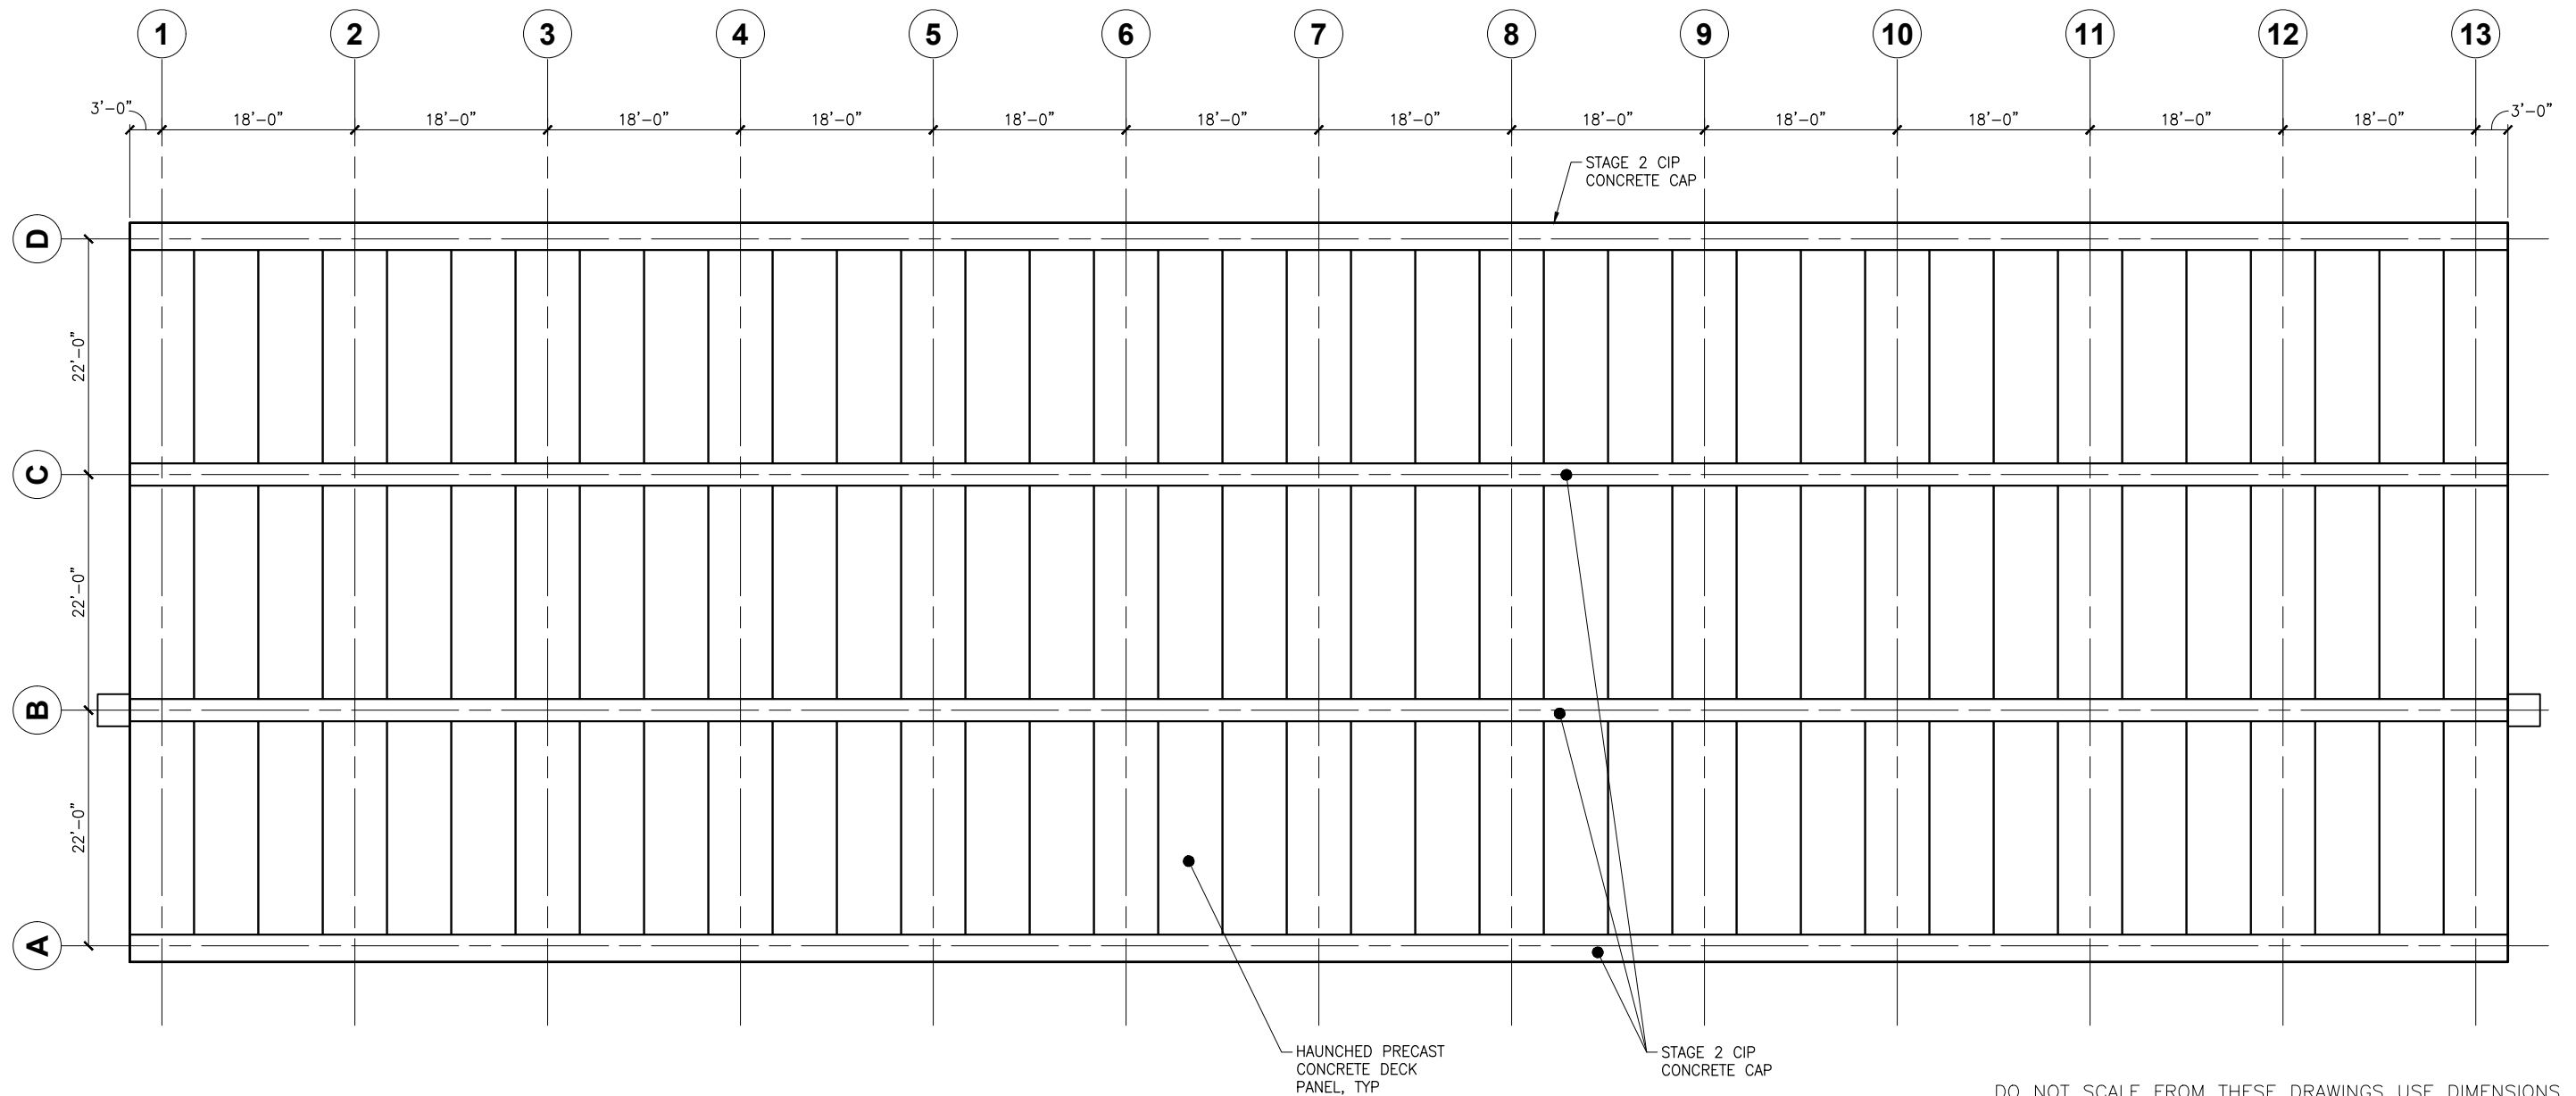 1 2 3 4 5 6 7 8 9 10 11 12 13
3'-0" 18'-0" 18'-0" 18'-0" 18'-0" 18'-0" 18'-0" 18'-0" 18'-0" 18'-0" 18'-0" 18'-0" 18'-0" 3'-0"
STAGE 2 CIP
CONCRETE CAP
D
22'-0"
C
22'-0"
B
22'-0"
A
HAUNCHED PRECAST
CONCRETE DECK
PANEL, TYP
STAGE 2 CIP
CONCRETE CAP
DO NOT SCALE FROM THESE DRAWINGS USE DIMENSIONS